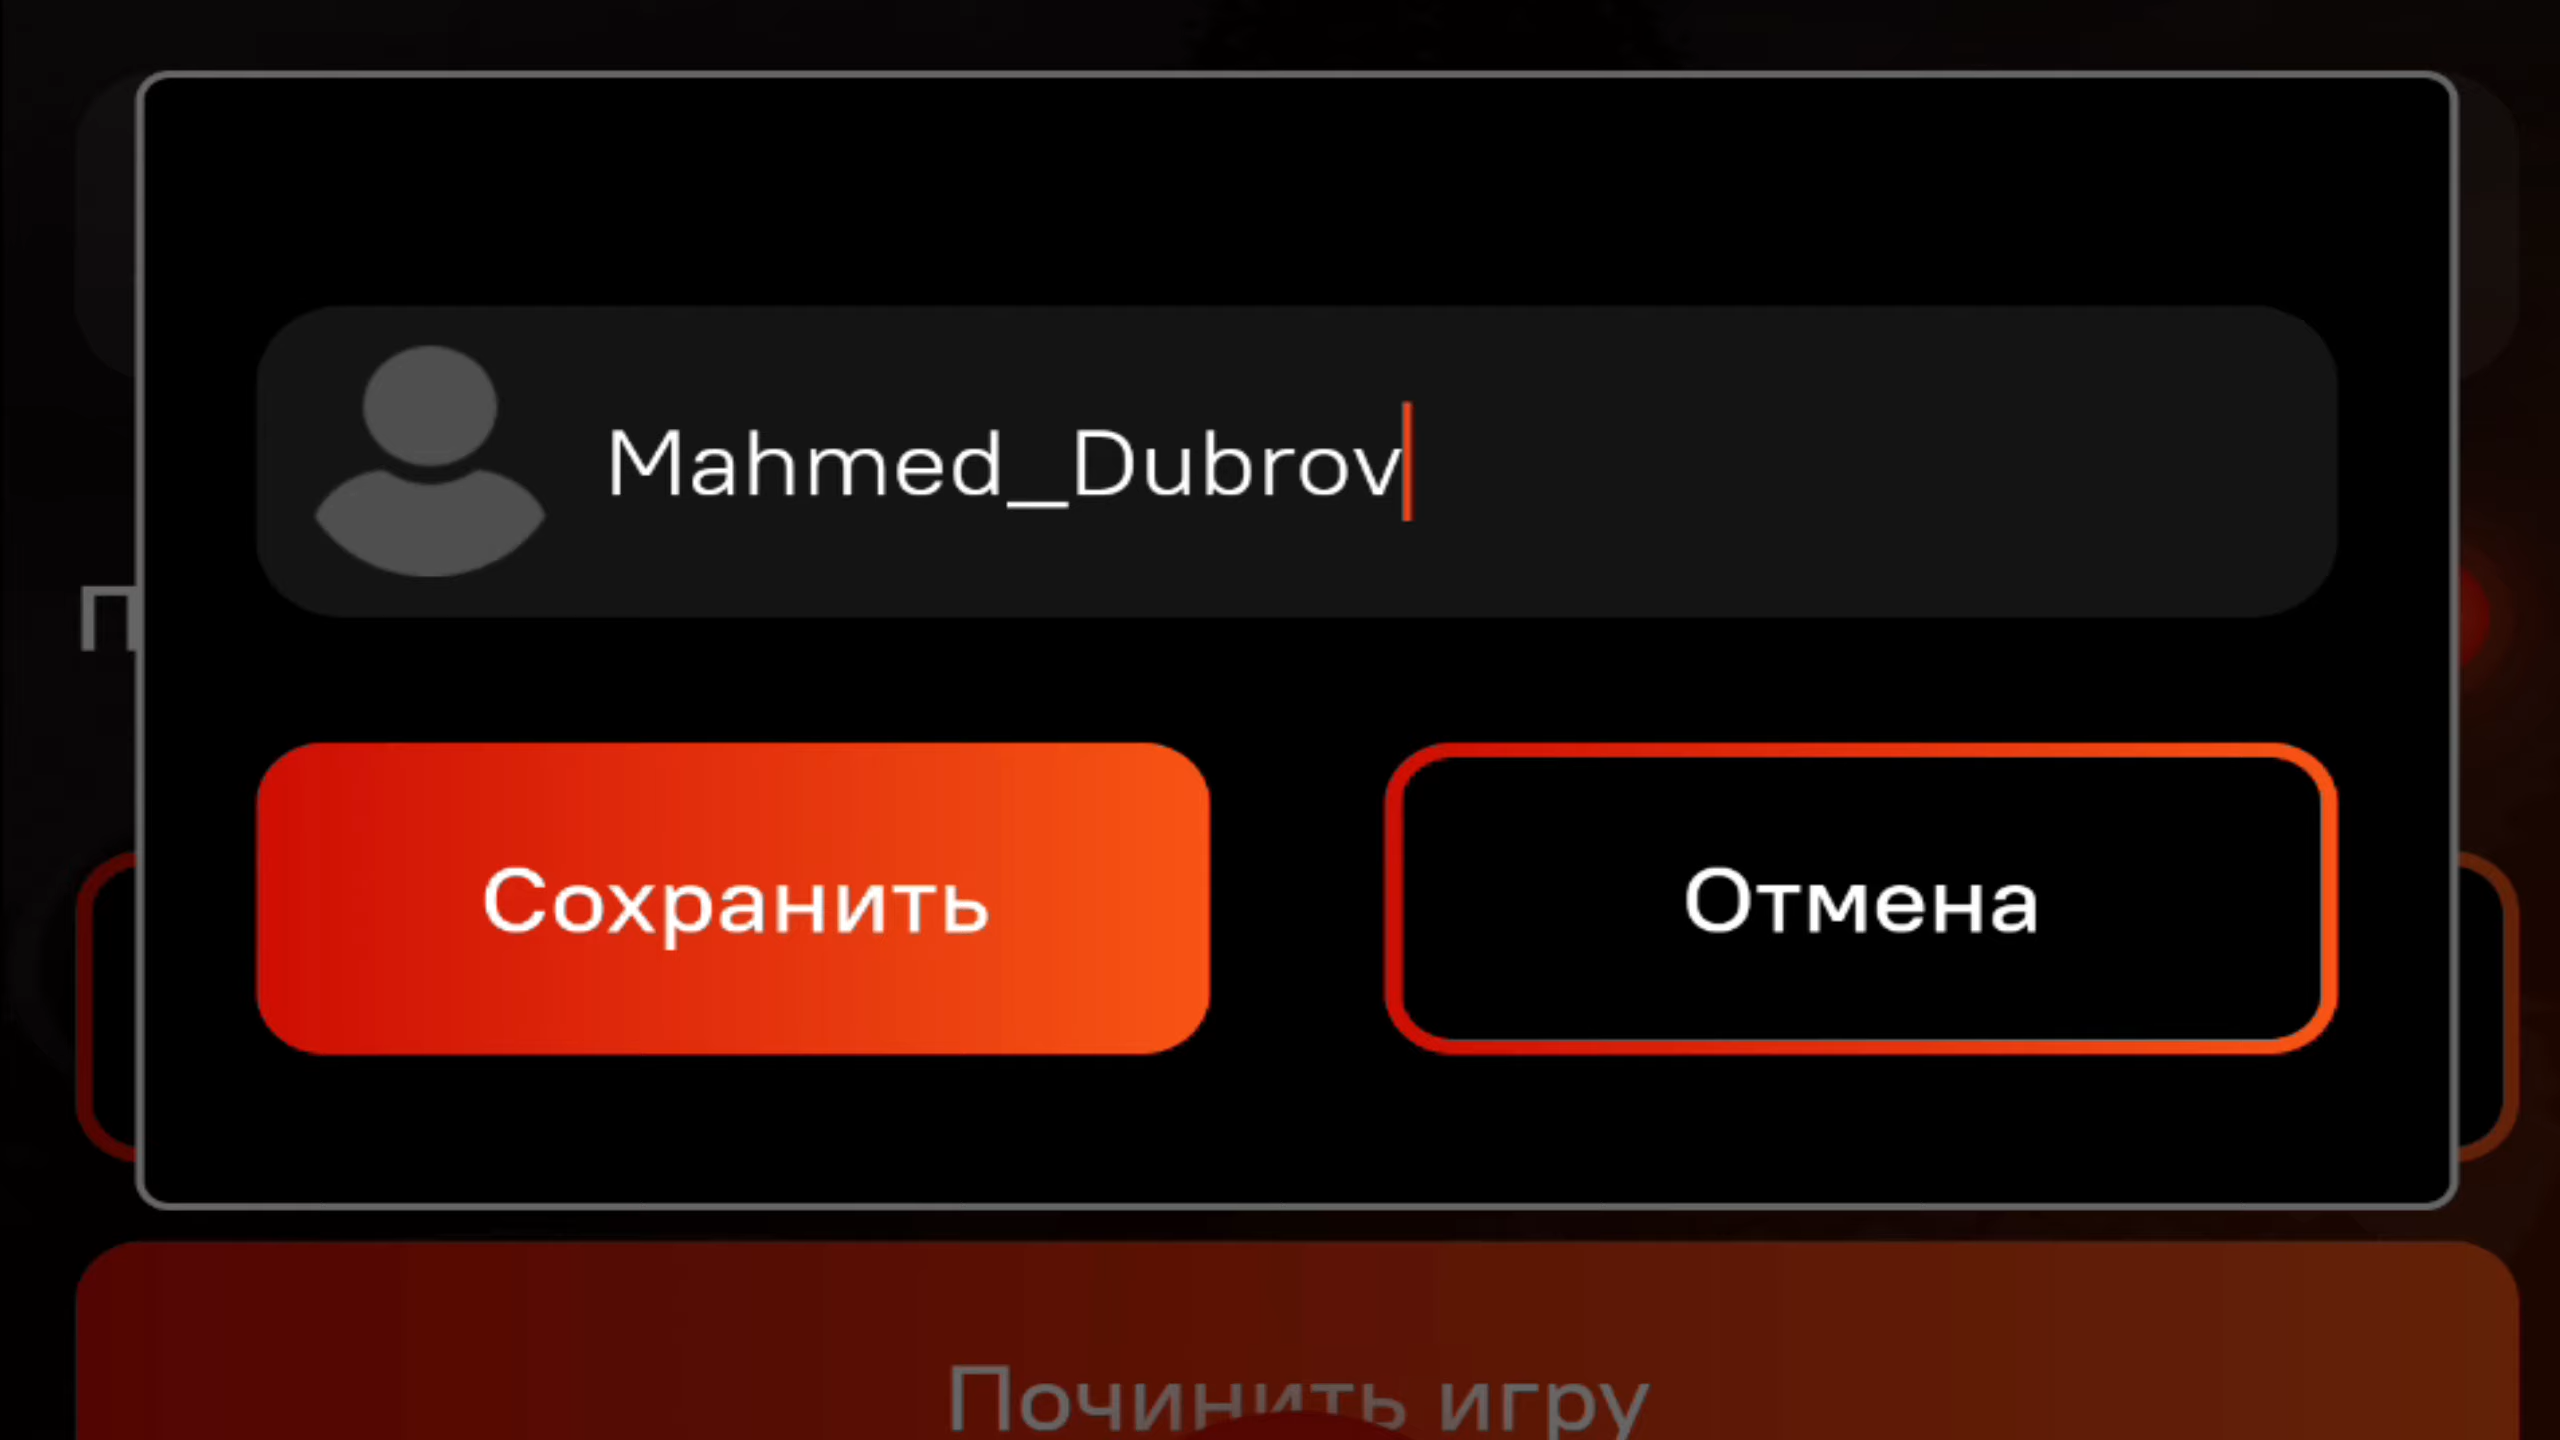 Mahmed_Dubrov
П
Сохранить
Отмена
Починить игру